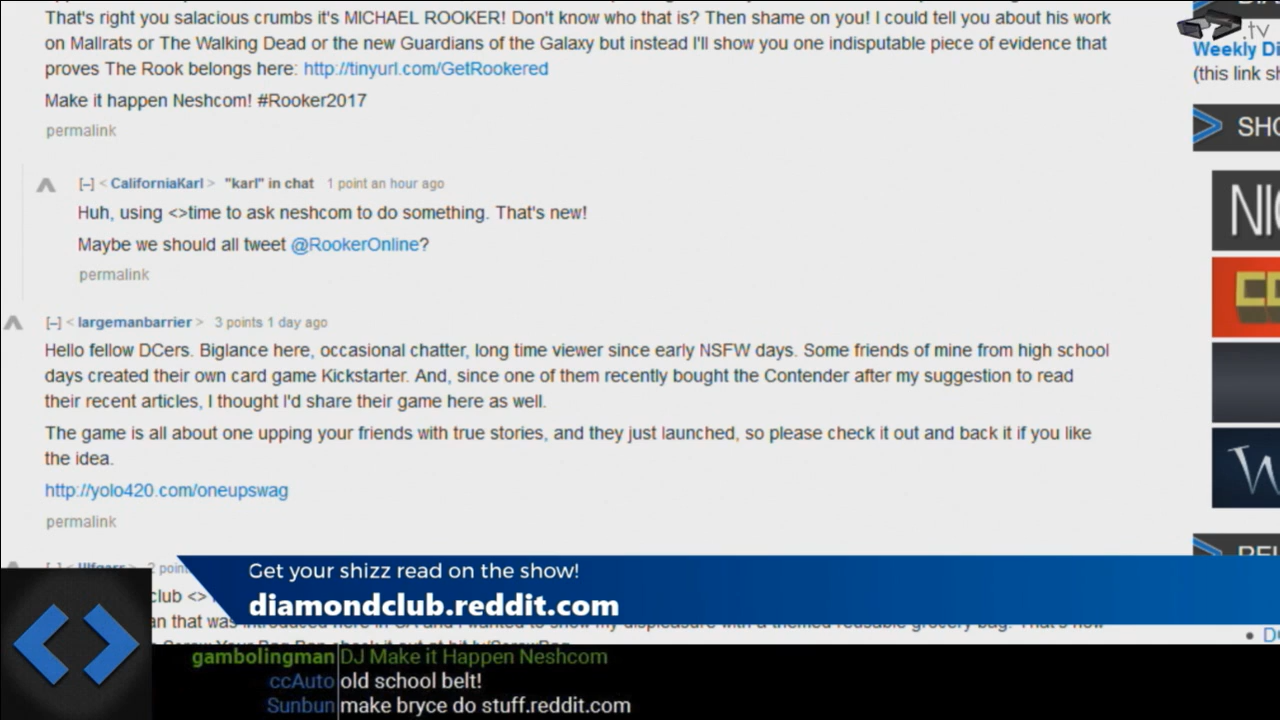 That's right you salacious crumbs it's MICHAEL ROOKER! Don't know who that is? Then shame on you! I could tell you about his work
on Mallrats or The Walking Dead or the new Guardians of the Galaxy but instead I'll show you one indisputable piece of evidence that
proves The Rook belongs here: http://tinyurl.com/GetRookered
Make it happen Neshcom! #Rooker2017
permalink
[–] < CaliforniaKarl > "karl" in chat 1 point an hour ago
Huh, using <>time to ask neshcom to do something. That's new!
Maybe we should all tweet @RookerOnline?
permalink
[–] < largemanbarrier > 3 points 1 day ago
Hello fellow DCers. Biglance here, occasional chatter, long time viewer since early NSFW days. Some friends of mine from high school
days created their own card game Kickstarter. And, since one of them recently bought the Contender after my suggestion to read
their recent articles, I thought I'd share their game here as well.
The game is all about one upping your friends with true stories, and they just launched, so please check it out and back it if you like
the idea.
http://yolo420.com/oneupswag
permalink
.tv
Weekly Di
(this link sh
SHO
NI
W
REL
Get your shizz read on the show!
diamondclub.reddit.com
club <>
gambolingman DJ Make it Happen Neshcom
ccAuto old school belt!
Sunbun make bryce do stuff.reddit.com